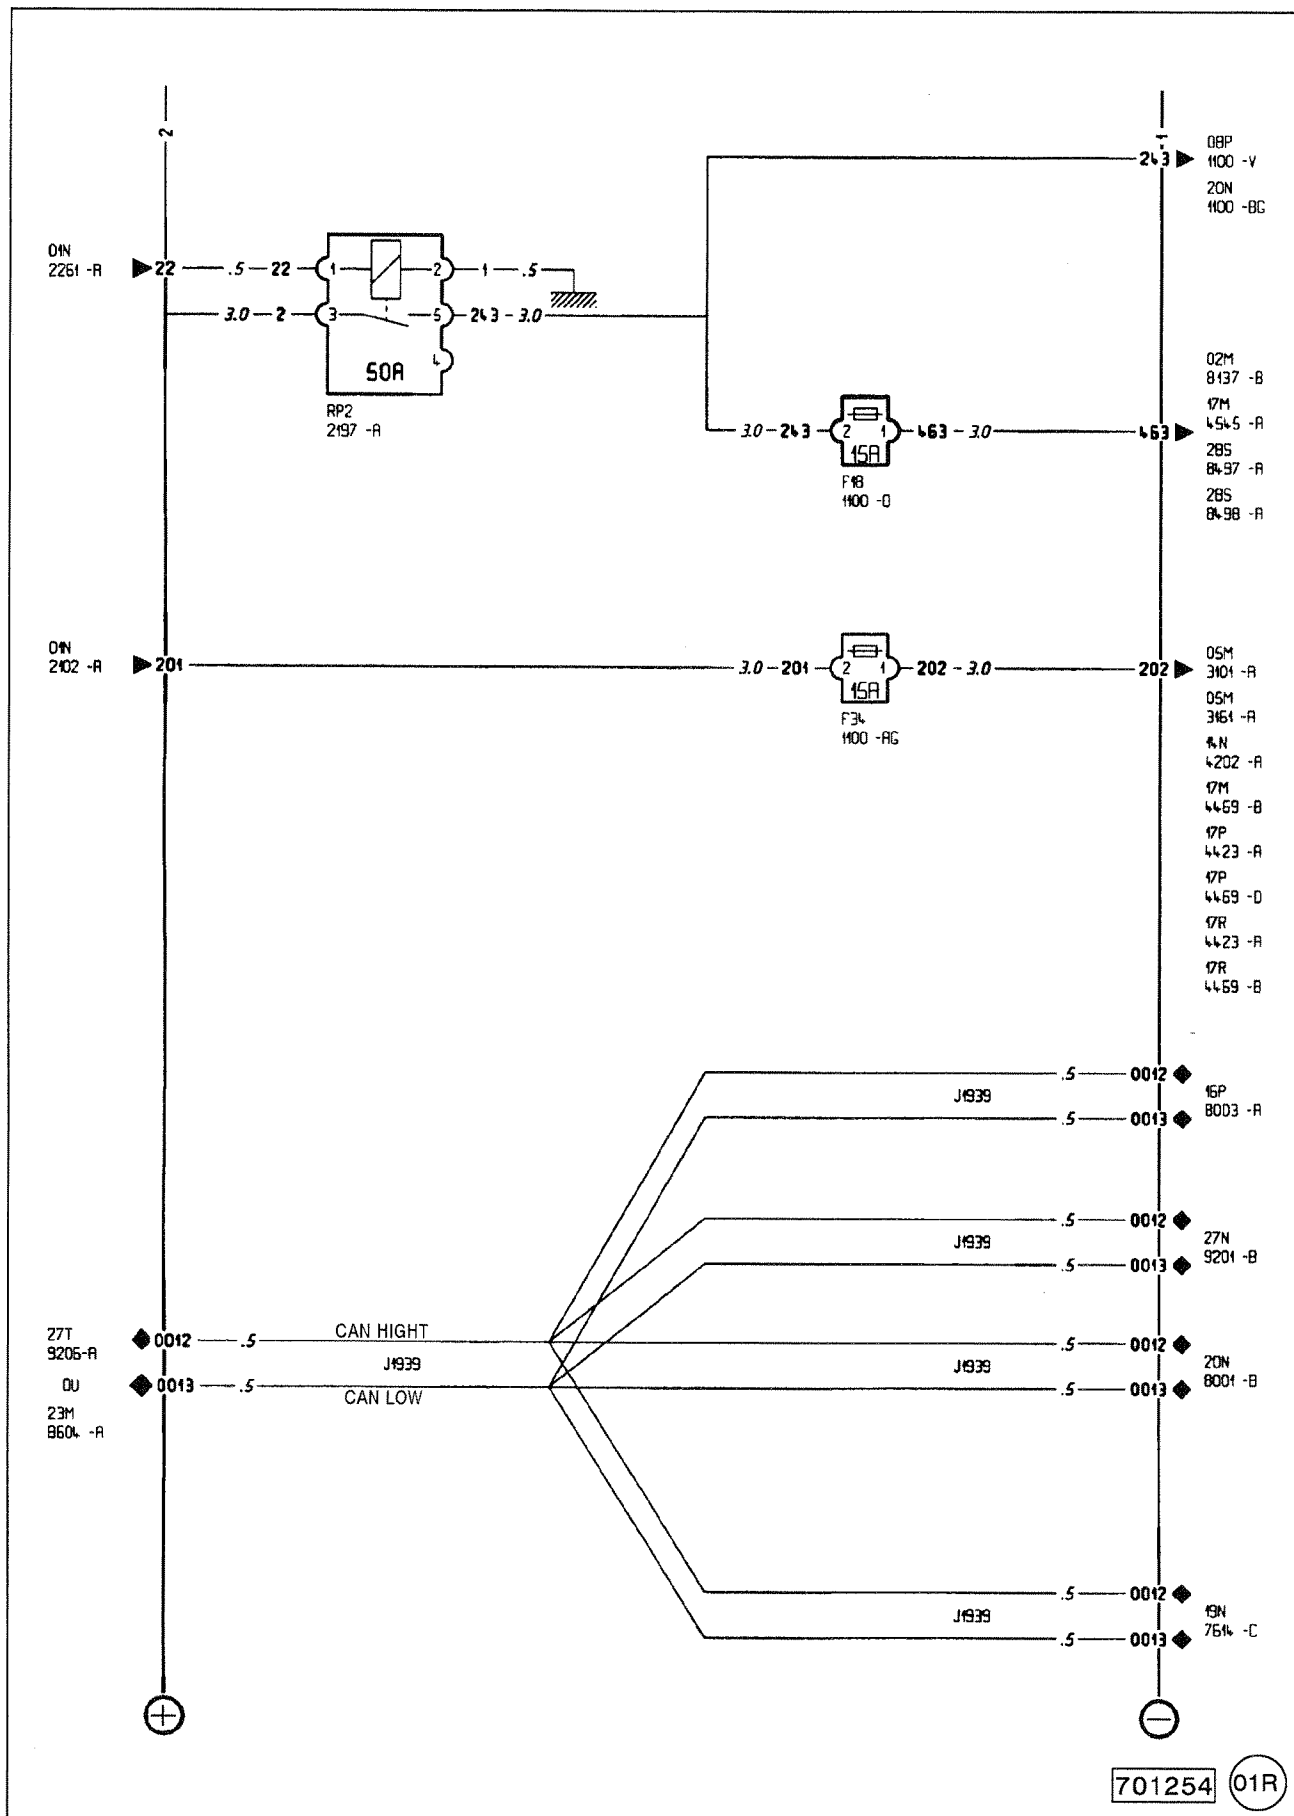 2
1
243
08P
1100 -V
20N
1100 -BG
01N
2261 -A
22 .5 22 1 2 1 .5
3.0 2 3 5 243 3.0
4
50A
RP2
2197 -A
02M
8137 -B
17M
4545 -A
28S
8497 -A
28S
8498 -A
3.0 243 2 1 463 3.0 463
15A
F18
1100 -O
01N
2102 -A
201 3.0 201 2 1 202 3.0 202
15A
F34
1100 -AG
05M
3101 -A
05M
3161 -A
14N
4202 -A
17M
4469 -B
17P
4423 -A
17P
4469 -D
17R
4423 -A
17R
4469 -B
.5 0012
J1939
16P
8003 -A
.5 0013
.5 0012
J1939
27N
9201 -B
.5 0013
27T
9206-A
OU
23M
8604 -A
0012 .5 CAN HIGHT
J1939
0013 .5 CAN LOW
.5 0012
J1939
20N
8001 -B
.5 0013
.5 0012
J1939
19N
7614 -C
.5 0013
+
−
701254 01R